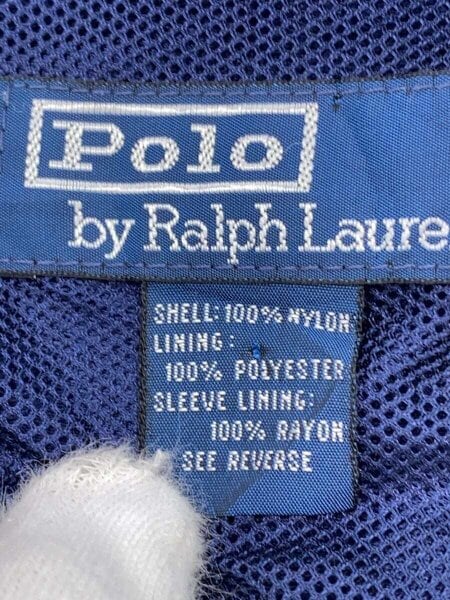 Polo
by Ralph Laure
SHELL: 100% NYLON
LINING:
100% POLYESTER
SLEEVE LINING:
100% RAYON
SEE REVERSE